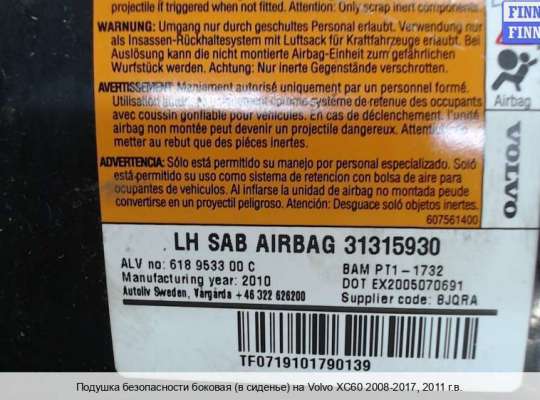 projectile if triggered when not fitted. Attention: Only scrap inert
FINN
FINN
WARNUNG: Umgang nur durch geschultes Personal erlaubt. Verwendung nur
als Insassen-Rückhaltesystem mit Luftsack für Kraftfahrzeuge erlaubt. Bei
Auslösung kann die nicht montierte Airbag-Einheit zum gefährlichen
Wurfstück werden. Achtung: Nur inerte Gegenstände verschrotten.
AVERTISSEMENT: Maniement autorisé uniquement par un personnel formé.
Utilisation système de retenue des occupants
avec coussin gonflable pour véhicules. En cas de déclenchement, l'unité
airbag non montée peut devenir un projectile dangereux. Attention: Ne
mettre au rebut que des pièces inertes.
ADVERTENCIA: Sólo está permitido su manejo por personal especializado. Sólo
está permitido su uso como sistema de retención con bolsa de aire para
ocupantes de vehículos. Al inflarse la unidad de airbag no montada peude
convertirse en un proyectil peligroso. Atención: Desguace solo objetos inertes.
607561400
Airbag
VOLVO
LH SAB AIRBAG 31315930
ALV no: 618 9533 00 C
BAM PT1-1732
Manufacturing year: 2010
DOT EX2005070691
Autoliv Sweden, Vårgårda +46 322 626200
Supplier code: BJQRA
TF0719101790139
Подушка безопасности боковая (в сиденье) на Volvo XC60 2008-2017, 2011 г.в.